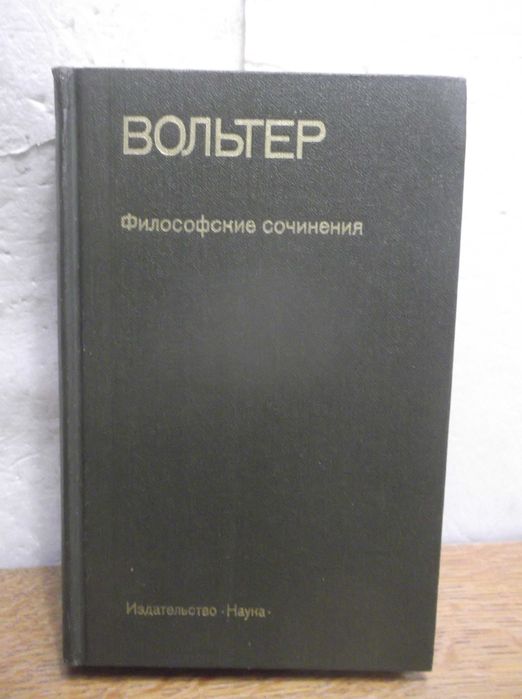 ВОЛЬТЕР
Философские сочинения
Издательство ·Наука·